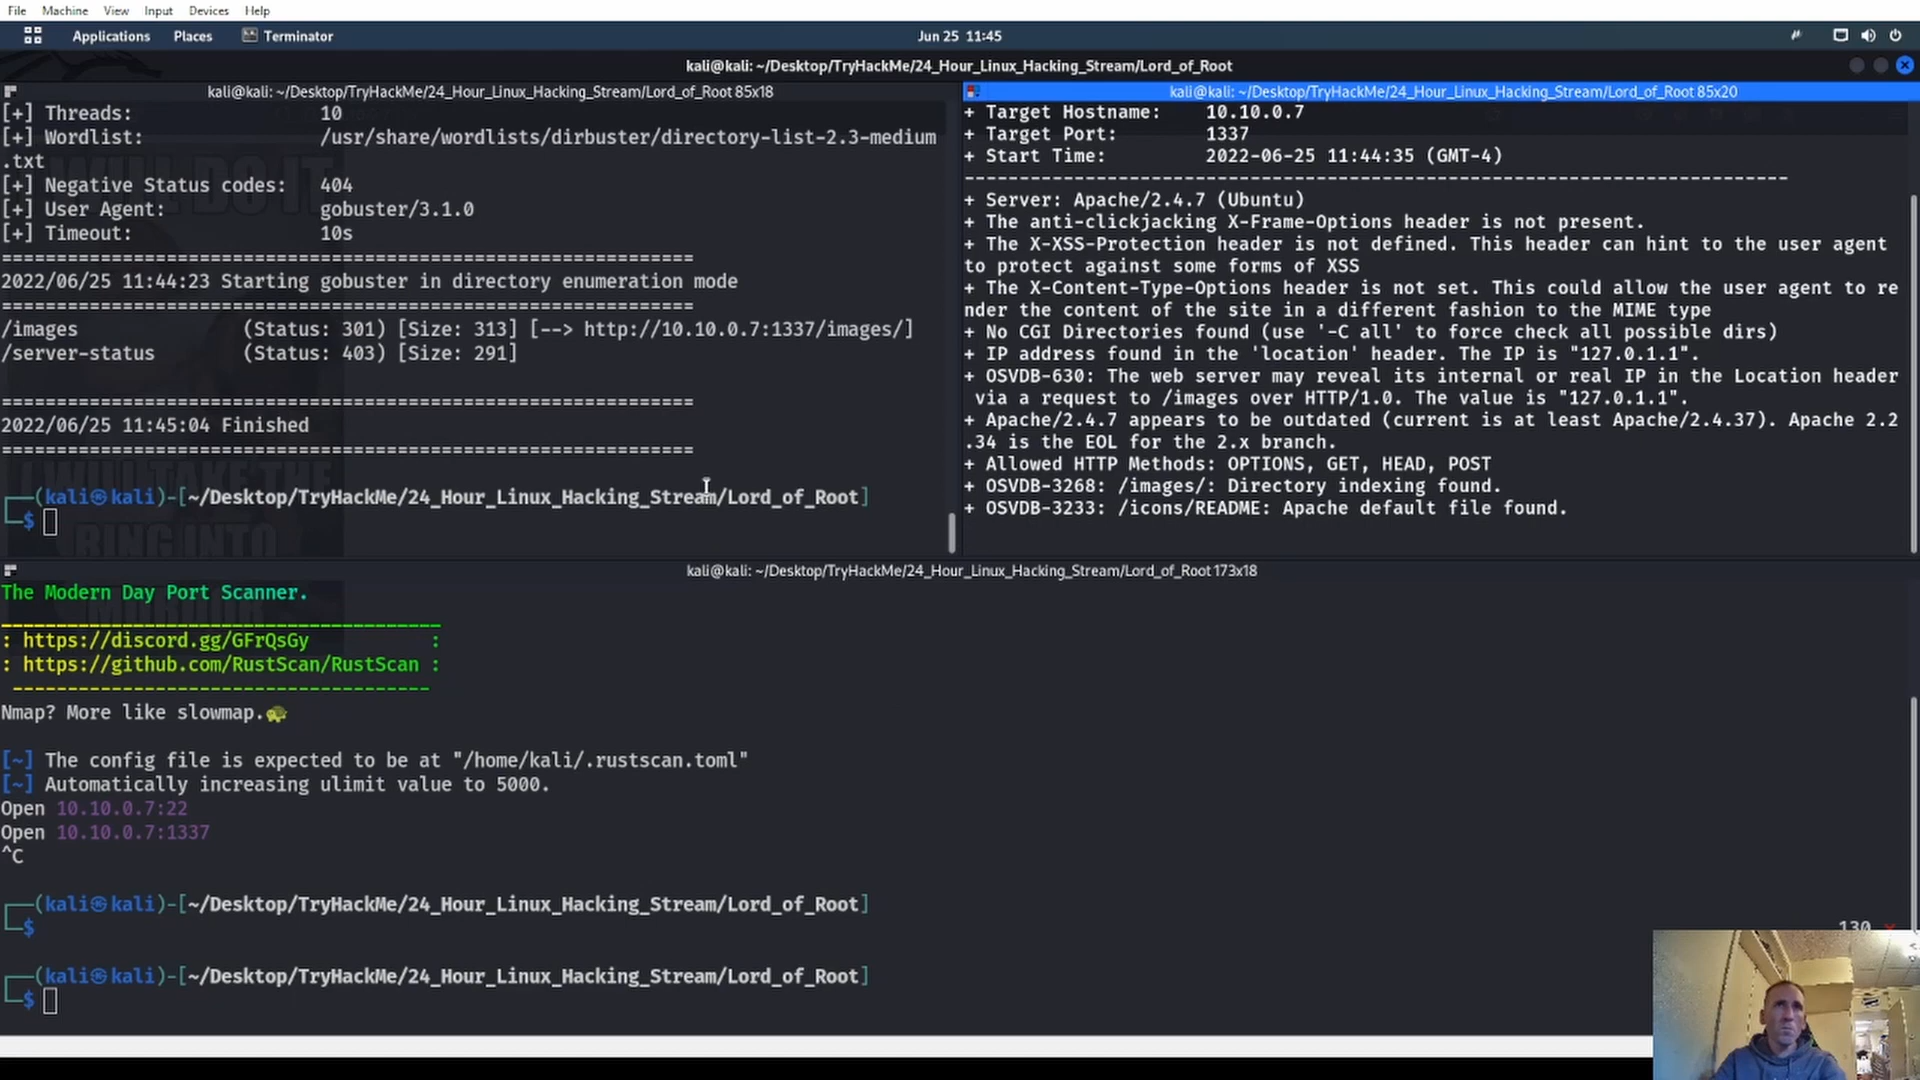 File Machine View Input Devices Help
Applications Places Terminator Jun 25 11:45
kali@kali: ~/Desktop/TryHackMe/24_Hour_Linux_Hacking_Stream/Lord_of_Root
kali@kali: ~/Desktop/TryHackMe/24_Hour_Linux_Hacking_Stream/Lord_of_Root 85x18
[+] Threads: 10
[+] Wordlist: /usr/share/wordlists/dirbuster/directory-list-2.3-medium
.txt
[+] Negative Status codes: 404
[+] User Agent: gobuster/3.1.0
[+] Timeout: 10s
===============================================================
2022/06/25 11:44:23 Starting gobuster in directory enumeration mode
===============================================================
/images (Status: 301) [Size: 313] [--> http://10.10.0.7:1337/images/]
/server-status (Status: 403) [Size: 291]
===============================================================
2022/06/25 11:45:04 Finished
===============================================================
┌──(kali㉿kali)-[~/Desktop/TryHackMe/24_Hour_Linux_Hacking_Stream/Lord_of_Root]
└─$
kali@kali: ~/Desktop/TryHackMe/24_Hour_Linux_Hacking_Stream/Lord_of_Root 85x20
+ Target Hostname: 10.10.0.7
+ Target Port: 1337
+ Start Time: 2022-06-25 11:44:35 (GMT-4)
---------------------------------------------------------------------------
+ Server: Apache/2.4.7 (Ubuntu)
+ The anti-clickjacking X-Frame-Options header is not present.
+ The X-XSS-Protection header is not defined. This header can hint to the user agent
to protect against some forms of XSS
+ The X-Content-Type-Options header is not set. This could allow the user agent to re
nder the content of the site in a different fashion to the MIME type
+ No CGI Directories found (use '-C all' to force check all possible dirs)
+ IP address found in the 'location' header. The IP is "127.0.1.1".
+ OSVDB-630: The web server may reveal its internal or real IP in the Location header
via a request to /images over HTTP/1.0. The value is "127.0.1.1".
+ Apache/2.4.7 appears to be outdated (current is at least Apache/2.4.37). Apache 2.2
.34 is the EOL for the 2.x branch.
+ Allowed HTTP Methods: OPTIONS, GET, HEAD, POST
+ OSVDB-3268: /images/: Directory indexing found.
+ OSVDB-3233: /icons/README: Apache default file found.
kali@kali: ~/Desktop/TryHackMe/24_Hour_Linux_Hacking_Stream/Lord_of_Root 173x18
The Modern Day Port Scanner.
________________________________________
: https://discord.gg/GFrQsGy :
: https://github.com/RustScan/RustScan :
--------------------------------------
Nmap? More like slowmap.🐢
[~] The config file is expected to be at "/home/kali/.rustscan.toml"
[~] Automatically increasing ulimit value to 5000.
Open 10.10.0.7:22
Open 10.10.0.7:1337
^C
┌──(kali㉿kali)-[~/Desktop/TryHackMe/24_Hour_Linux_Hacking_Stream/Lord_of_Root]
└─$
130
┌──(kali㉿kali)-[~/Desktop/TryHackMe/24_Hour_Linux_Hacking_Stream/Lord_of_Root]
└─$